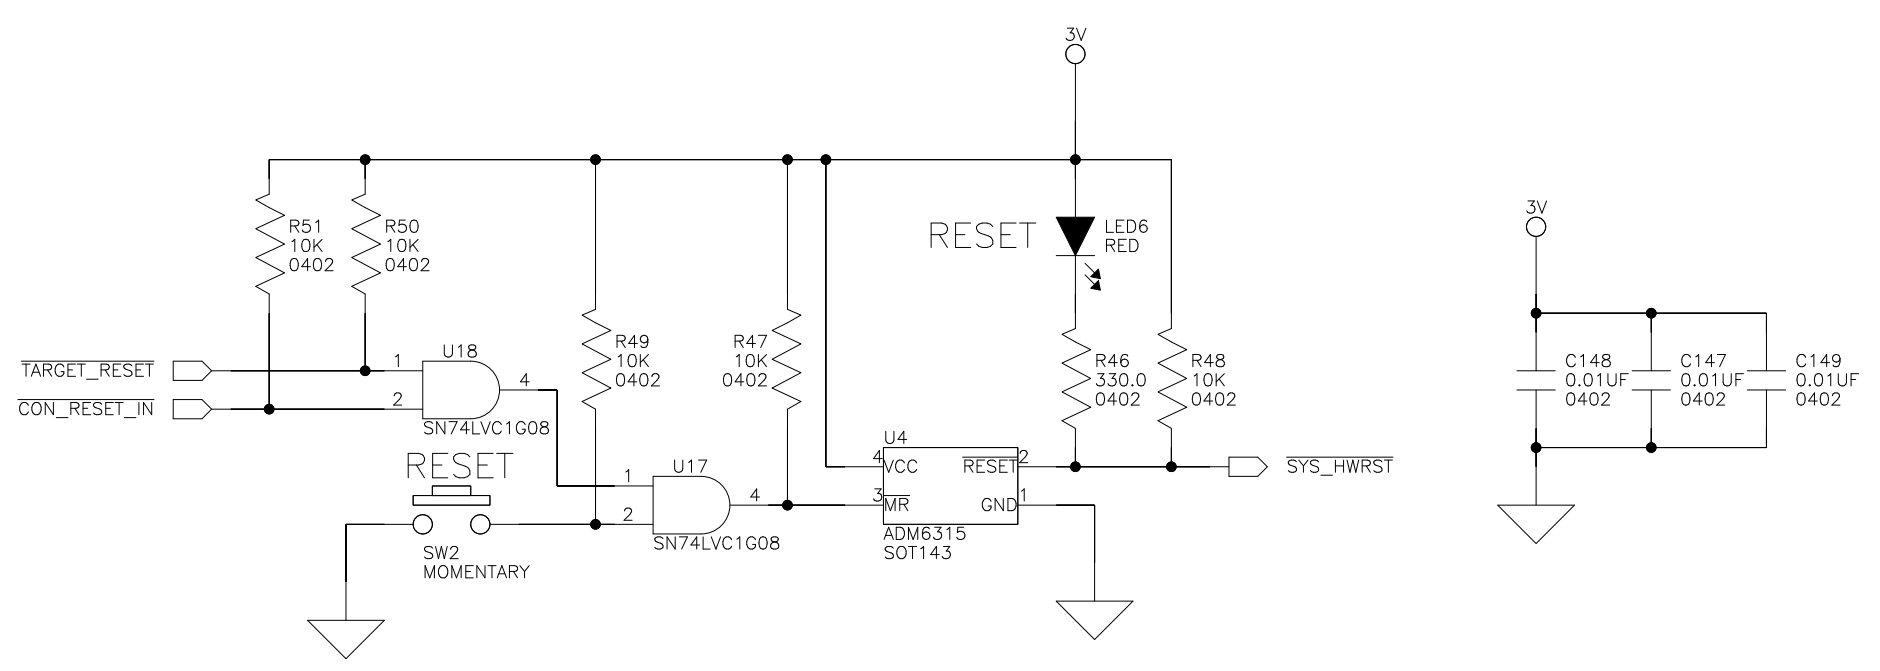 3V
R51
10K
0402
R50
10K
0402
RESET
LED6
RED
3V
R49
10K
0402
R47
10K
0402
R46
330.0
0402
R48
10K
0402
C148
0.01UF
0402
C147
0.01UF
0402
C149
0.01UF
0402
TARGET_RESET
CON_RESET_IN
1
2
U18
4
SN74LVC1G08
RESET
SW2
MOMENTARY
1
2
U17
4
SN74LVC1G08
U4
4
VCC
RESET
2
3
MR
GND
1
ADM6315
SOT143
SYS_HWRST